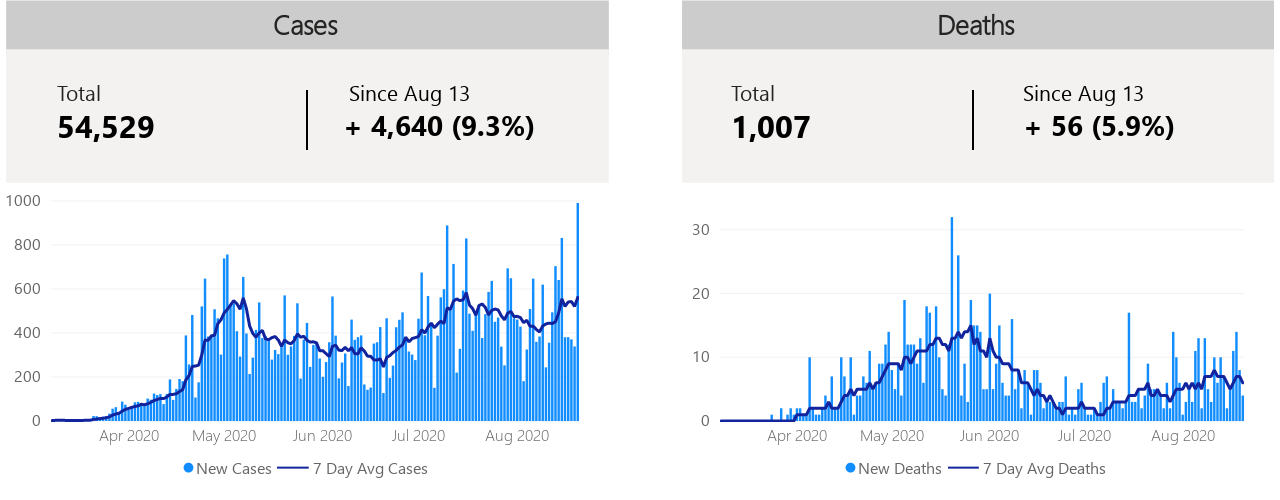 Cases
Total
54,529
Since Aug 13
+ 4,640 (9.3%)
1000
800
600
400
200
0
Apr 2020 May 2020 Jun 2020 Jul 2020 Aug 2020
New Cases 7 Day Avg Cases
Deaths
Total
1,007
Since Aug 13
+ 56 (5.9%)
30
20
10
0
Apr 2020 May 2020 Jun 2020 Jul 2020 Aug 2020
New Deaths 7 Day Avg Deaths